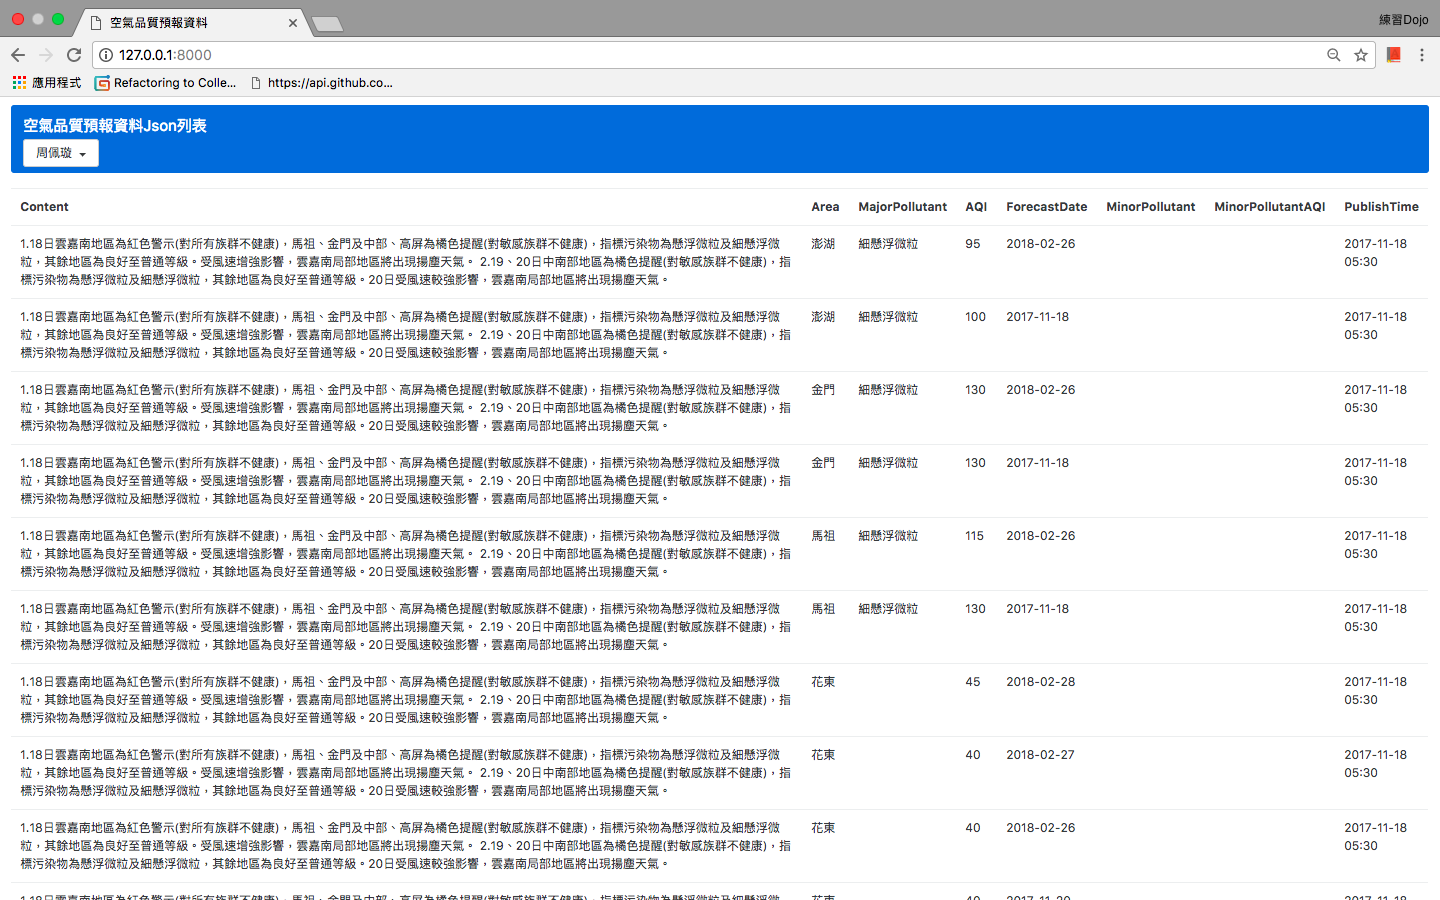 空氣品質預報資料
練習Dojo
127.0.0.1:8000
應用程式 Refactoring to Colle... https://api.github.co...
空氣品質預報資料Json列表
周佩璇
Content Area MajorPollutant AQI ForecastDate MinorPollutant MinorPollutantAQI PublishTime
1.18日雲嘉南地區為紅色警示(對所有族群不健康)，馬祖、金門及中部、高屏為橘色提醒(對敏感族群不健康)，指標污染物為懸浮微粒及細懸浮微 澎湖 細懸浮微粒 95 2018-02-26 2017-11-18
粒，其餘地區為良好至普通等級。受風速增強影響，雲嘉南局部地區將出現揚塵天氣。 2.19、20日中南部地區為橘色提醒(對敏感族群不健康)，指 05:30
標污染物為懸浮微粒及細懸浮微粒，其餘地區為良好至普通等級。20日受風速較強影響，雲嘉南局部地區將出現揚塵天氣。
1.18日雲嘉南地區為紅色警示(對所有族群不健康)，馬祖、金門及中部、高屏為橘色提醒(對敏感族群不健康)，指標污染物為懸浮微粒及細懸浮微 澎湖 細懸浮微粒 100 2017-11-18 2017-11-18
粒，其餘地區為良好至普通等級。受風速增強影響，雲嘉南局部地區將出現揚塵天氣。 2.19、20日中南部地區為橘色提醒(對敏感族群不健康)，指 05:30
標污染物為懸浮微粒及細懸浮微粒，其餘地區為良好至普通等級。20日受風速較強影響，雲嘉南局部地區將出現揚塵天氣。
1.18日雲嘉南地區為紅色警示(對所有族群不健康)，馬祖、金門及中部、高屏為橘色提醒(對敏感族群不健康)，指標污染物為懸浮微粒及細懸浮微 金門 細懸浮微粒 130 2018-02-26 2017-11-18
粒，其餘地區為良好至普通等級。受風速增強影響，雲嘉南局部地區將出現揚塵天氣。 2.19、20日中南部地區為橘色提醒(對敏感族群不健康)，指 05:30
標污染物為懸浮微粒及細懸浮微粒，其餘地區為良好至普通等級。20日受風速較強影響，雲嘉南局部地區將出現揚塵天氣。
1.18日雲嘉南地區為紅色警示(對所有族群不健康)，馬祖、金門及中部、高屏為橘色提醒(對敏感族群不健康)，指標污染物為懸浮微粒及細懸浮微 金門 細懸浮微粒 130 2017-11-18 2017-11-18
粒，其餘地區為良好至普通等級。受風速增強影響，雲嘉南局部地區將出現揚塵天氣。 2.19、20日中南部地區為橘色提醒(對敏感族群不健康)，指 05:30
標污染物為懸浮微粒及細懸浮微粒，其餘地區為良好至普通等級。20日受風速較強影響，雲嘉南局部地區將出現揚塵天氣。
1.18日雲嘉南地區為紅色警示(對所有族群不健康)，馬祖、金門及中部、高屏為橘色提醒(對敏感族群不健康)，指標污染物為懸浮微粒及細懸浮微 馬祖 細懸浮微粒 115 2018-02-26 2017-11-18
粒，其餘地區為良好至普通等級。受風速增強影響，雲嘉南局部地區將出現揚塵天氣。 2.19、20日中南部地區為橘色提醒(對敏感族群不健康)，指 05:30
標污染物為懸浮微粒及細懸浮微粒，其餘地區為良好至普通等級。20日受風速較強影響，雲嘉南局部地區將出現揚塵天氣。
1.18日雲嘉南地區為紅色警示(對所有族群不健康)，馬祖、金門及中部、高屏為橘色提醒(對敏感族群不健康)，指標污染物為懸浮微粒及細懸浮微 馬祖 細懸浮微粒 130 2017-11-18 2017-11-18
粒，其餘地區為良好至普通等級。受風速增強影響，雲嘉南局部地區將出現揚塵天氣。 2.19、20日中南部地區為橘色提醒(對敏感族群不健康)，指 05:30
標污染物為懸浮微粒及細懸浮微粒，其餘地區為良好至普通等級。20日受風速較強影響，雲嘉南局部地區將出現揚塵天氣。
1.18日雲嘉南地區為紅色警示(對所有族群不健康)，馬祖、金門及中部、高屏為橘色提醒(對敏感族群不健康)，指標污染物為懸浮微粒及細懸浮微 花東 45 2018-02-28 2017-11-18
粒，其餘地區為良好至普通等級。受風速增強影響，雲嘉南局部地區將出現揚塵天氣。 2.19、20日中南部地區為橘色提醒(對敏感族群不健康)，指 05:30
標污染物為懸浮微粒及細懸浮微粒，其餘地區為良好至普通等級。20日受風速較強影響，雲嘉南局部地區將出現揚塵天氣。
1.18日雲嘉南地區為紅色警示(對所有族群不健康)，馬祖、金門及中部、高屏為橘色提醒(對敏感族群不健康)，指標污染物為懸浮微粒及細懸浮微 花東 40 2018-02-27 2017-11-18
粒，其餘地區為良好至普通等級。受風速增強影響，雲嘉南局部地區將出現揚塵天氣。 2.19、20日中南部地區為橘色提醒(對敏感族群不健康)，指 05:30
標污染物為懸浮微粒及細懸浮微粒，其餘地區為良好至普通等級。20日受風速較強影響，雲嘉南局部地區將出現揚塵天氣。
1.18日雲嘉南地區為紅色警示(對所有族群不健康)，馬祖、金門及中部、高屏為橘色提醒(對敏感族群不健康)，指標污染物為懸浮微粒及細懸浮微 花東 40 2018-02-26 2017-11-18
粒，其餘地區為良好至普通等級。受風速增強影響，雲嘉南局部地區將出現揚塵天氣。 2.19、20日中南部地區為橘色提醒(對敏感族群不健康)，指 05:30
標污染物為懸浮微粒及細懸浮微粒，其餘地區為良好至普通等級。20日受風速較強影響，雲嘉南局部地區將出現揚塵天氣。